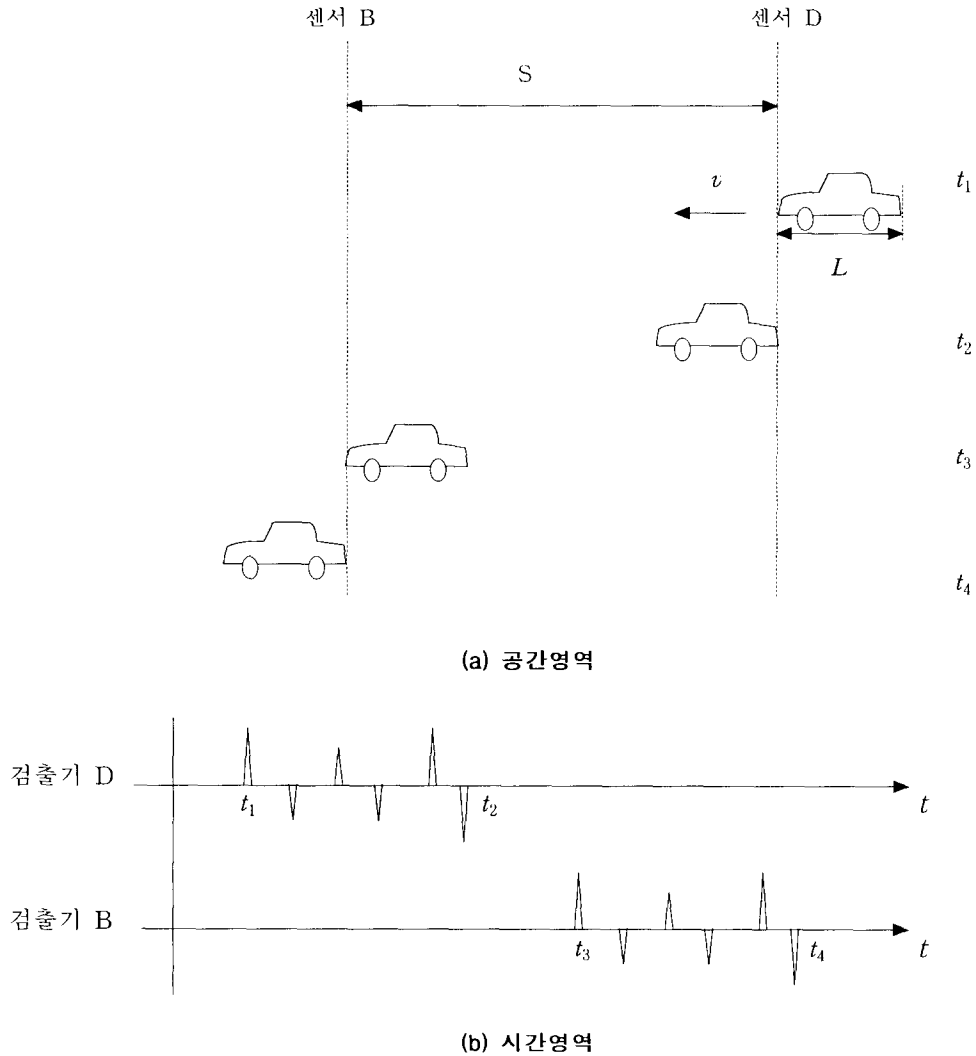 센서 B 센서 D
S
v t₁
L
t₂
t₃
t₄
(a) 공간영역
검출기 D
t₁ t₂ t
검출기 B
t₃ t₄ t
(b) 시간영역